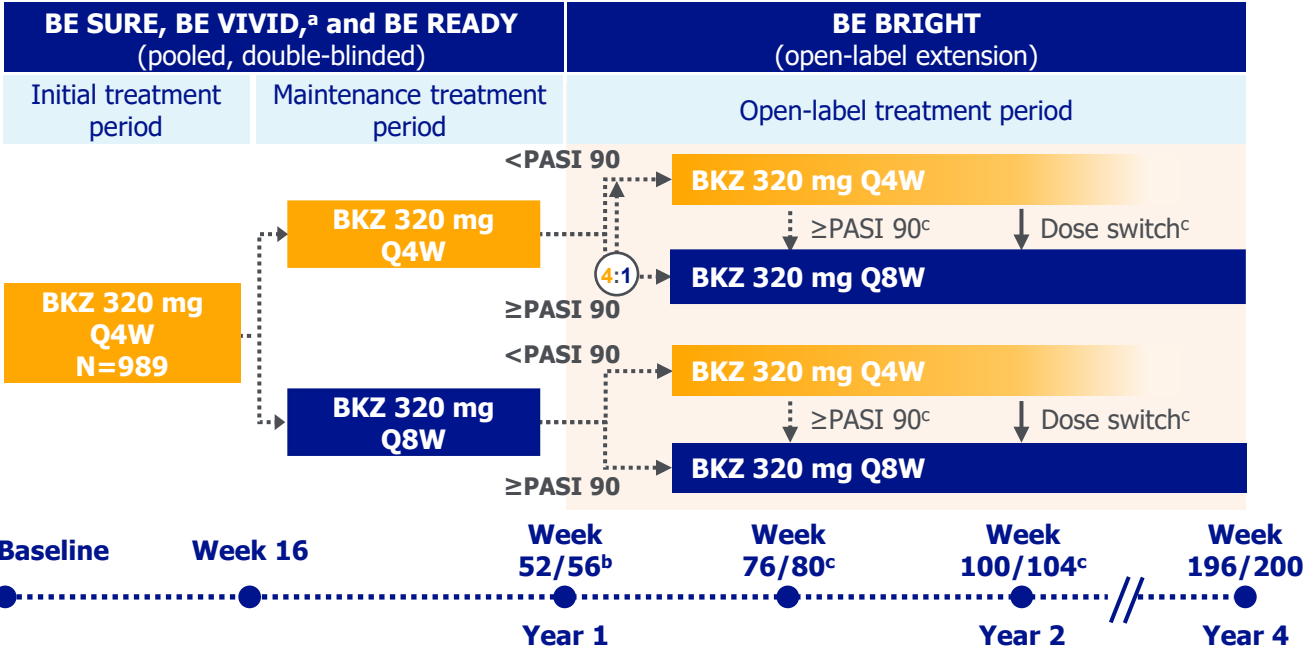 BE SURE, BE VIVID,ᵃ and BE READY
(pooled, double-blinded)
BE BRIGHT
(open-label extension)
Initial treatment
period
Maintenance treatment
period
Open-label treatment period
<PASI 90
BKZ 320 mg Q4W
BKZ 320 mg
Q4W
≥PASI 90ᶜ
Dose switchᶜ
4:1
BKZ 320 mg Q8W
≥PASI 90
BKZ 320 mg
Q4W
N=989
<PASI 90
BKZ 320 mg Q4W
BKZ 320 mg
Q8W
≥PASI 90ᶜ
Dose switchᶜ
BKZ 320 mg Q8W
≥PASI 90
Baseline
Week 16
Week
52/56ᵇ
Week
76/80ᶜ
Week
100/104ᶜ
Week
196/200
Year 1
Year 2
Year 4